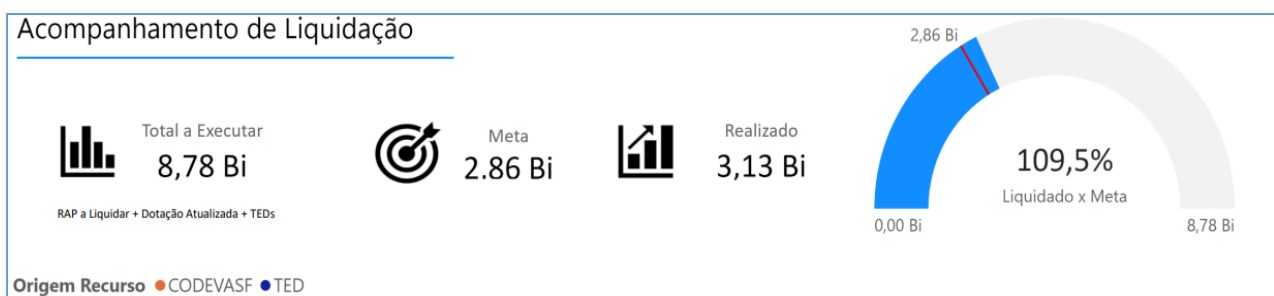 Acompanhamento de Liquidação
Total a Executar
8,78 Bi
RAP a Liquidar + Dotação Atualizada + TEDs
Meta
2.86 Bi
Realizado
3,13 Bi
2,86 Bi
109,5%
Liquidado x Meta
0,00 Bi
8,78 Bi
Origem Recurso CODEVASF TED